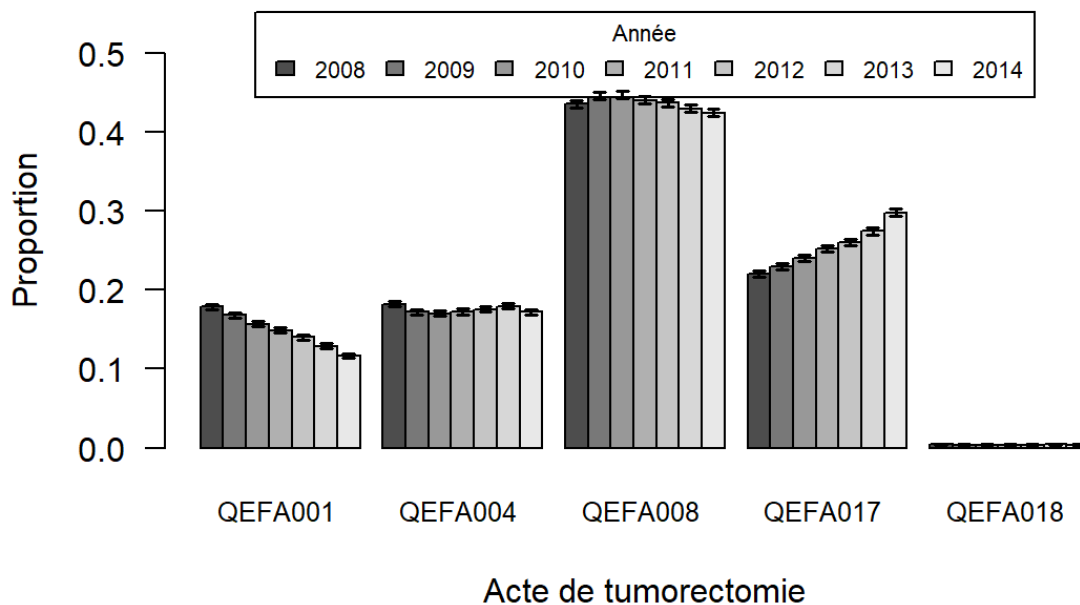 Année
2008 2009 2010 2011 2012 2013 2014
0.5
0.4
0.3
0.2
0.1
0.0
Proportion
QEFA001 QEFA004 QEFA008 QEFA017 QEFA018
Acte de tumorectomie